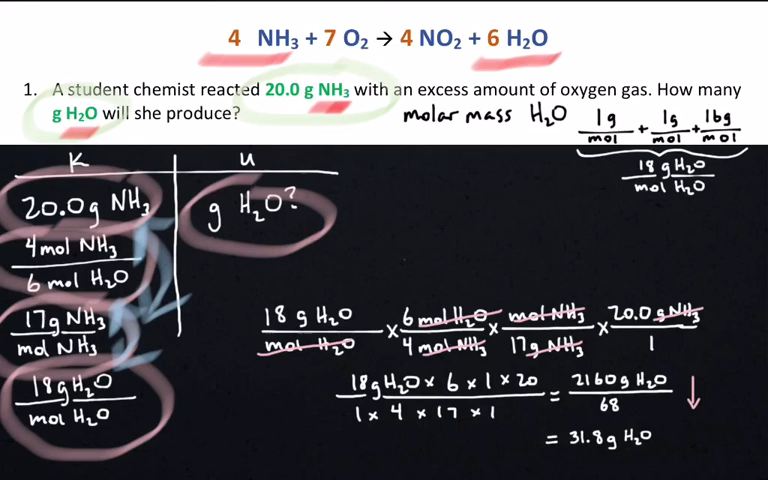 4 NH₃ + 7 O₂ → 4 NO₂ + 6 H₂O
1. A student chemist reacted 20.0 g NH₃ with an excess amount of oxygen gas. How many
g H₂O will she produce?
molar mass H₂O 1g/mol + 1g/mol + 16g/mol
18 g H₂O/mol H₂O
K U
20.0g NH₃ g H₂O?
4 mol NH₃/6 mol H₂O
17g NH₃/mol NH₃
18g H₂O/mol H₂O
18 g H₂O/mol H₂O × 6 mol H₂O/4 mol NH₃ × mol NH₃/17g NH₃ × 20.0 g NH₃/1
18g H₂O × 6 × 1 × 20/1 × 4 × 17 × 1 = 2160g H₂O/68 ↓
= 31.8g H₂O